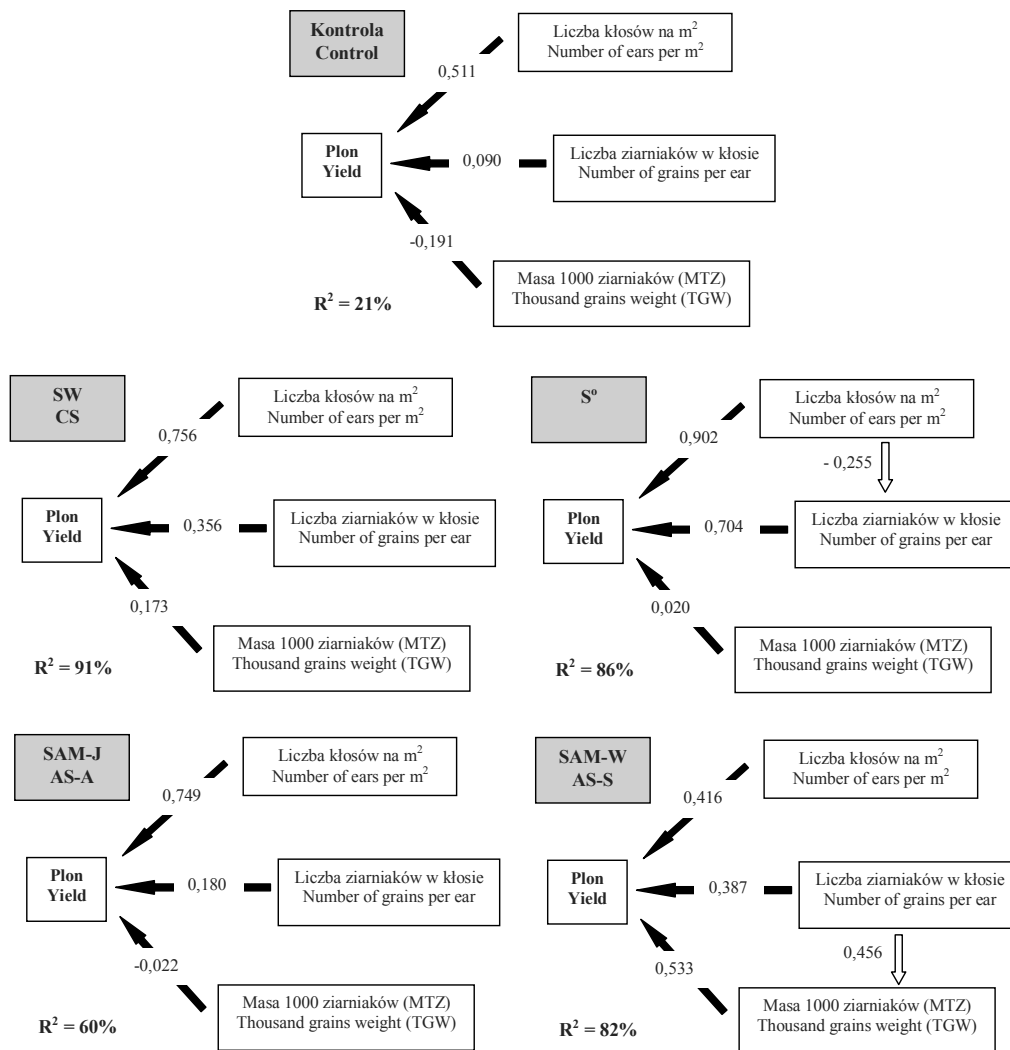 Kontrola
Control
Liczba kłosów na m²
Number of ears per m²
0,511
Plon
Yield
0,090
Liczba ziarniaków w kłosie
Number of grains per ear
-0,191
Masa 1000 ziarniaków (MTZ)
Thousand grains weight (TGW)
R² = 21%
SW
CS
Liczba kłosów na m²
Number of ears per m²
0,756
Plon
Yield
0,356
Liczba ziarniaków w kłosie
Number of grains per ear
0,173
Masa 1000 ziarniaków (MTZ)
Thousand grains weight (TGW)
R² = 91%
Sº
Liczba kłosów na m²
Number of ears per m²
0,902
- 0,255
Plon
Yield
0,704
Liczba ziarniaków w kłosie
Number of grains per ear
0,020
Masa 1000 ziarniaków (MTZ)
Thousand grains weight (TGW)
R² = 86%
SAM-J
AS-A
Liczba kłosów na m²
Number of ears per m²
0,749
Plon
Yield
0,180
Liczba ziarniaków w kłosie
Number of grains per ear
-0,022
Masa 1000 ziarniaków (MTZ)
Thousand grains weight (TGW)
R² = 60%
SAM-W
AS-S
Liczba kłosów na m²
Number of ears per m²
0,416
Plon
Yield
0,387
Liczba ziarniaków w kłosie
Number of grains per ear
0,456
0,533
Masa 1000 ziarniaków (MTZ)
Thousand grains weight (TGW)
R² = 82%